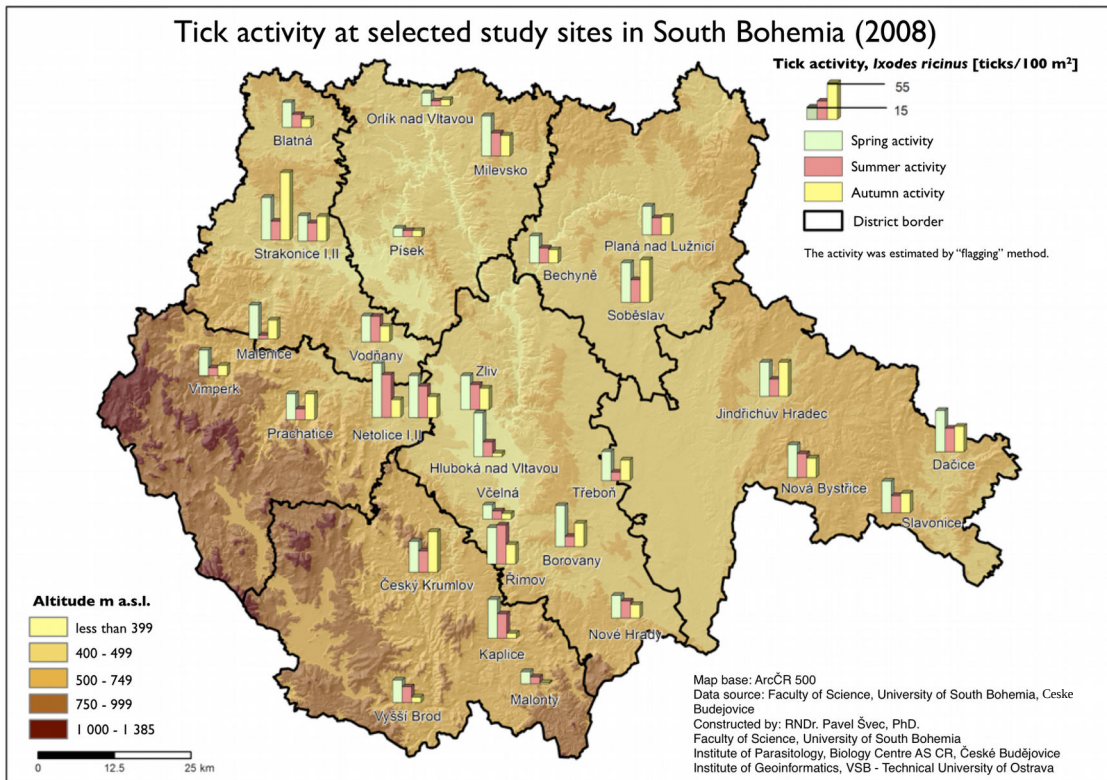 Tick activity at selected study sites in South Bohemia (2008)
Tick activity, Ixodes ricinus [ticks/100 m²]
55
15
Spring activity
Summer activity
Autumn activity
District border
The activity was estimated by “flagging” method.
Orlík nad Vltavou
Blatná
Milevsko
Strakonice I,II
Písek
Planá nad Lužnicí
Bechyně
Soběslav
Malenice
Vodňany
Vimperk
Zliv
Prachatice
Netolice I,II
Jindřichův Hradec
Hluboká nad Vltavou
Dačice
Třeboň
Nová Bystřice
Včelná
Slavonice
Borovany
Český Krumlov
Římov
Nové Hrady
Kaplice
Malonty
Vyšší Brod
Altitude m a.s.l.
less than 399
400 - 499
500 - 749
750 - 999
1 000 - 1 385
0 12.5 25 km
Map base: ArcČR 500
Data source: Faculty of Science, University of South Bohemia, Ceske
Budejovice
Constructed by: RNDr. Pavel Švec, PhD.
Faculty of Science, University of South Bohemia
Institute of Parasitology, Biology Centre AS CR, České Budějovice
Institute of Geoinformatics, VSB - Technical University of Ostrava